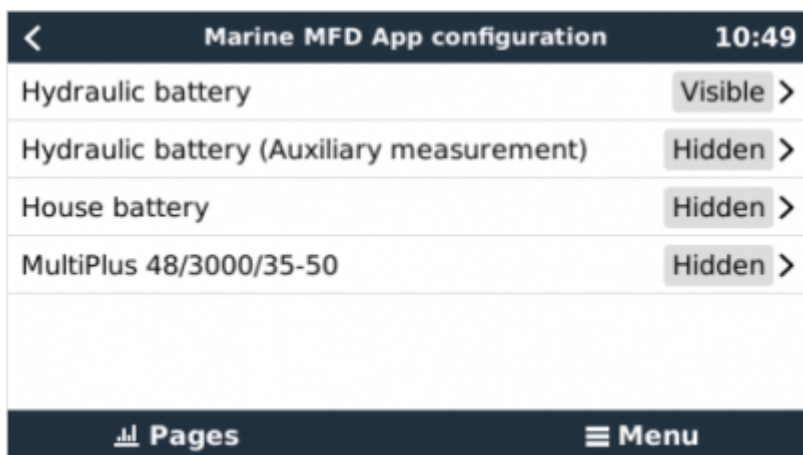 Marine MFD App configuration 10:49
Hydraulic battery Visible
Hydraulic battery (Auxiliary measurement) Hidden
House battery Hidden
MultiPlus 48/3000/35-50 Hidden
Pages Menu